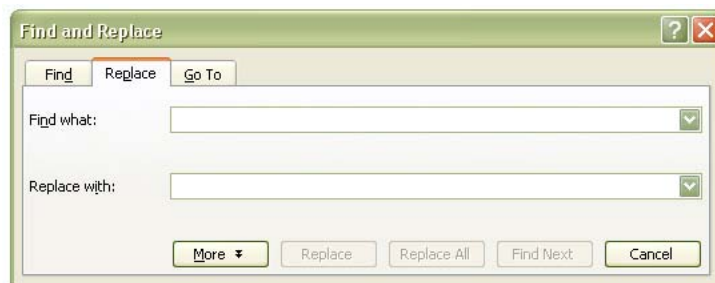 Find and Replace
Find Replace Go To
Find what:
Replace with:
More Replace Replace All Find Next Cancel